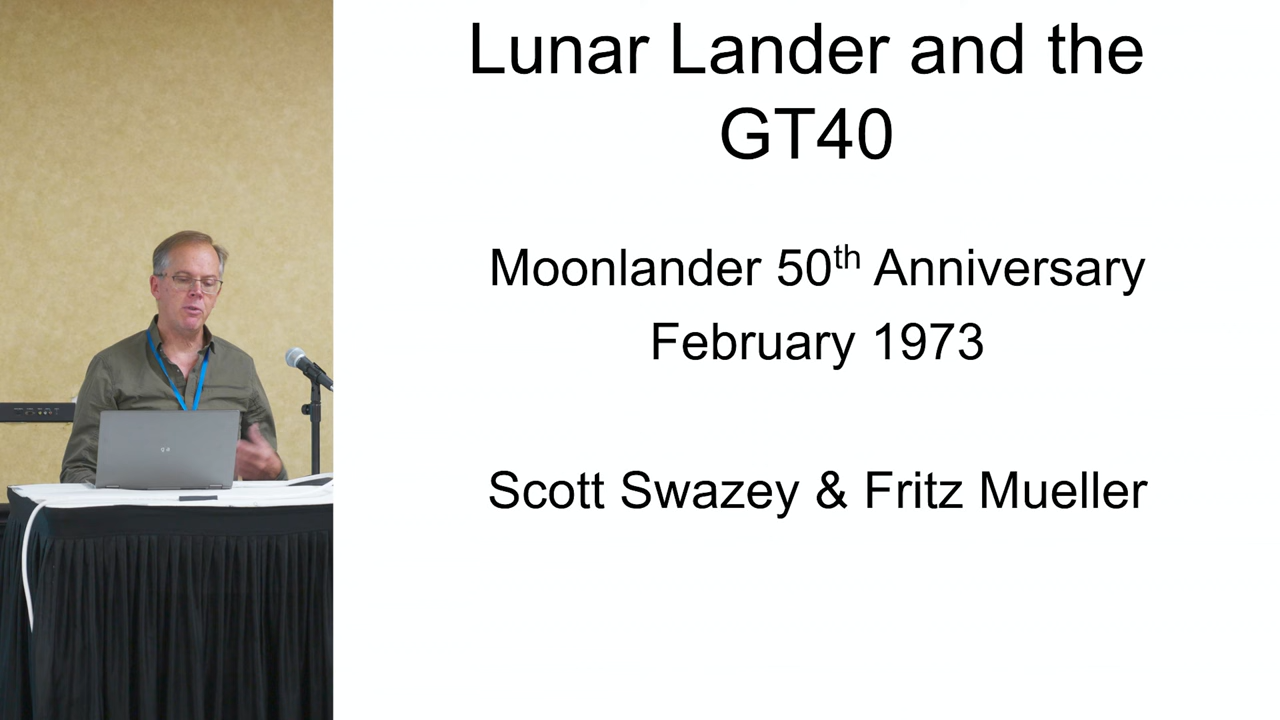 Lunar Lander and the
GT40
Moonlander 50th Anniversary
February 1973
Scott Swazey & Fritz Mueller